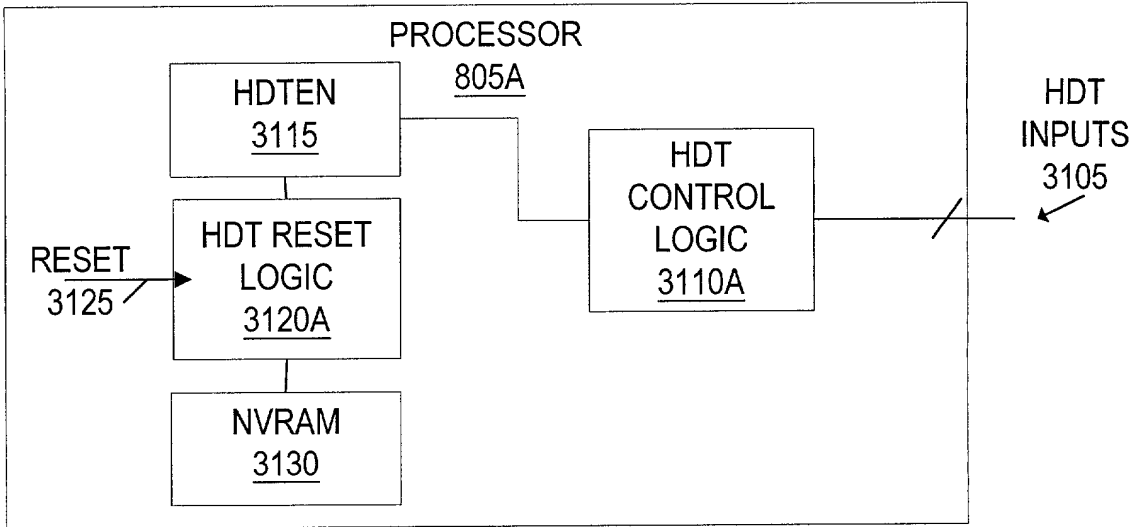 PROCESSOR
805A
HDTEN
3115
HDT RESET
LOGIC
3120A
RESET
3125
NVRAM
3130
HDT
CONTROL
LOGIC
3110A
HDT
INPUTS
3105